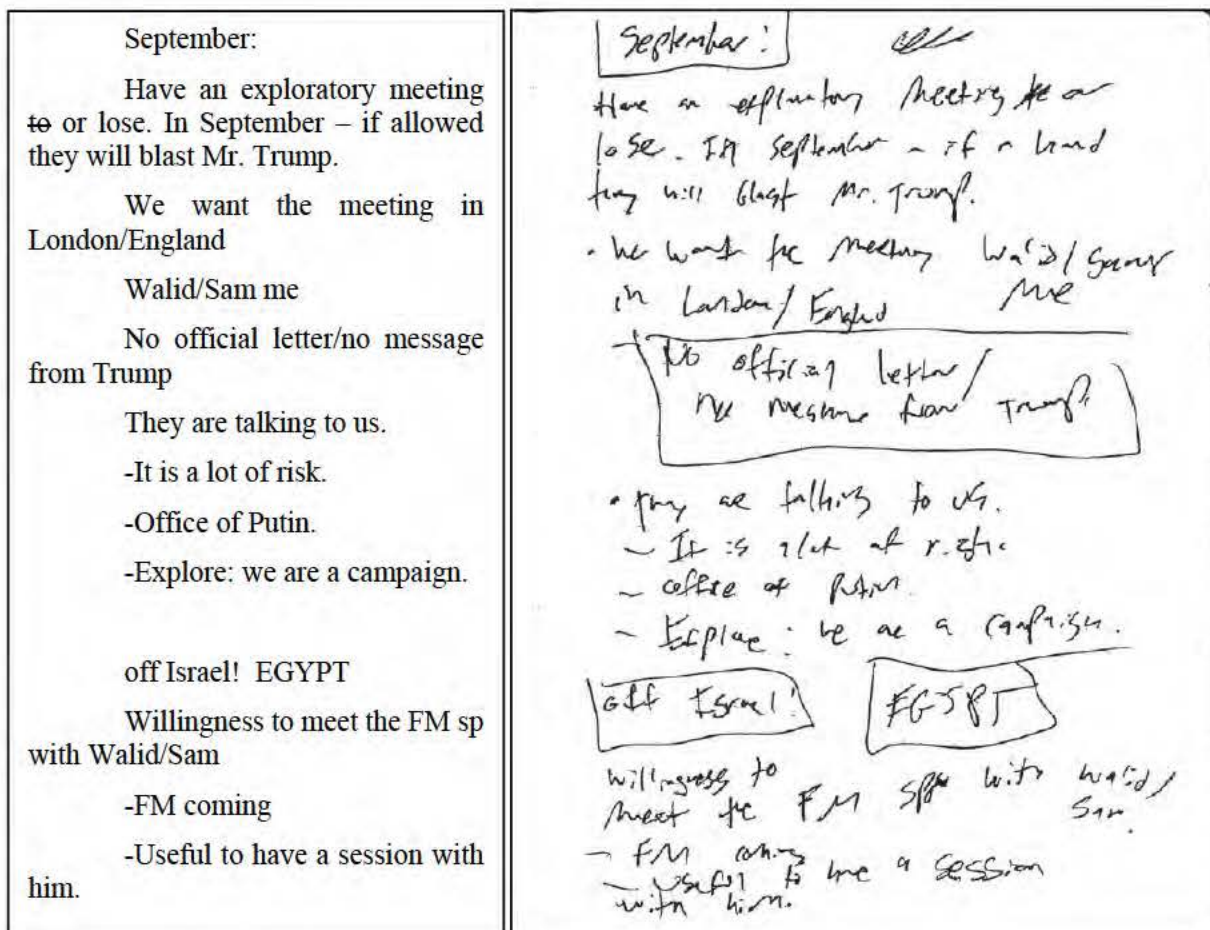 September:
Have an exploratory meeting
to or lose. In September – if allowed
they will blast Mr. Trump.
We want the meeting in
London/England
Walid/Sam me
No official letter/no message
from Trump
They are talking to us.
-It is a lot of risk.
-Office of Putin.
-Explore: we are a campaign.
off Israel! EGYPT
Willingness to meet the FM sp
with Walid/Sam
-FM coming
-Useful to have a session with
him.
September:
Have an exploratory meeting to or
lose. In September - if
they will blast Mr. Trump.
• We want the meeting Walid/
in London/England me
No official letter/
no message from Trump
• They are talking to us.
- It is a lot of risk
- office of Putin.
- Explore: we are a campaign.
off Israel! EGYPT
willingness to
meet the FM sp with Walid/
Sam.
- FM coming
- Useful to have a session
with him.